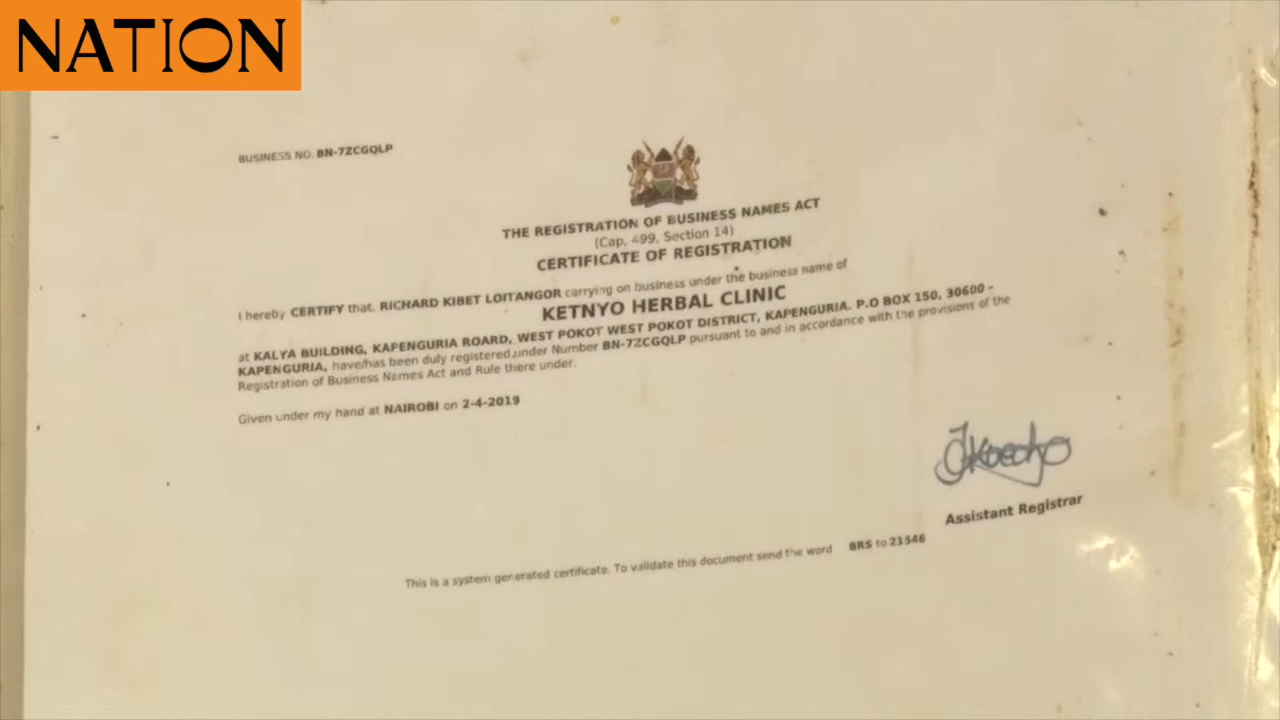 NATION
BUSINESS NO. BN-7ZCGQLP
THE REGISTRATION OF BUSINESS NAMES ACT
(Cap, 499, Section 14)
CERTIFICATE OF REGISTRATION
I hereby CERTIFY that, RICHARD KIBET LOITANGOR carrying on business under the business name of
KETNYO HERBAL CLINIC
at KALYA BUILDING, KAPENGURIA ROARD, WEST POKOT WEST POKOT DISTRICT, KAPENGURIA. P.O BOX 150, 30600 -
KAPENGURIA, have/has been duly registered under Number BN-7ZCGQLP pursuant to and in accordance with the provisions of the
Registration of Business Names Act and Rule there under.
Given under my hand at NAIROBI on 2-4-2019
Assistant Registrar
This is a system generated certificate. To validate this document send the word BRS to 21546